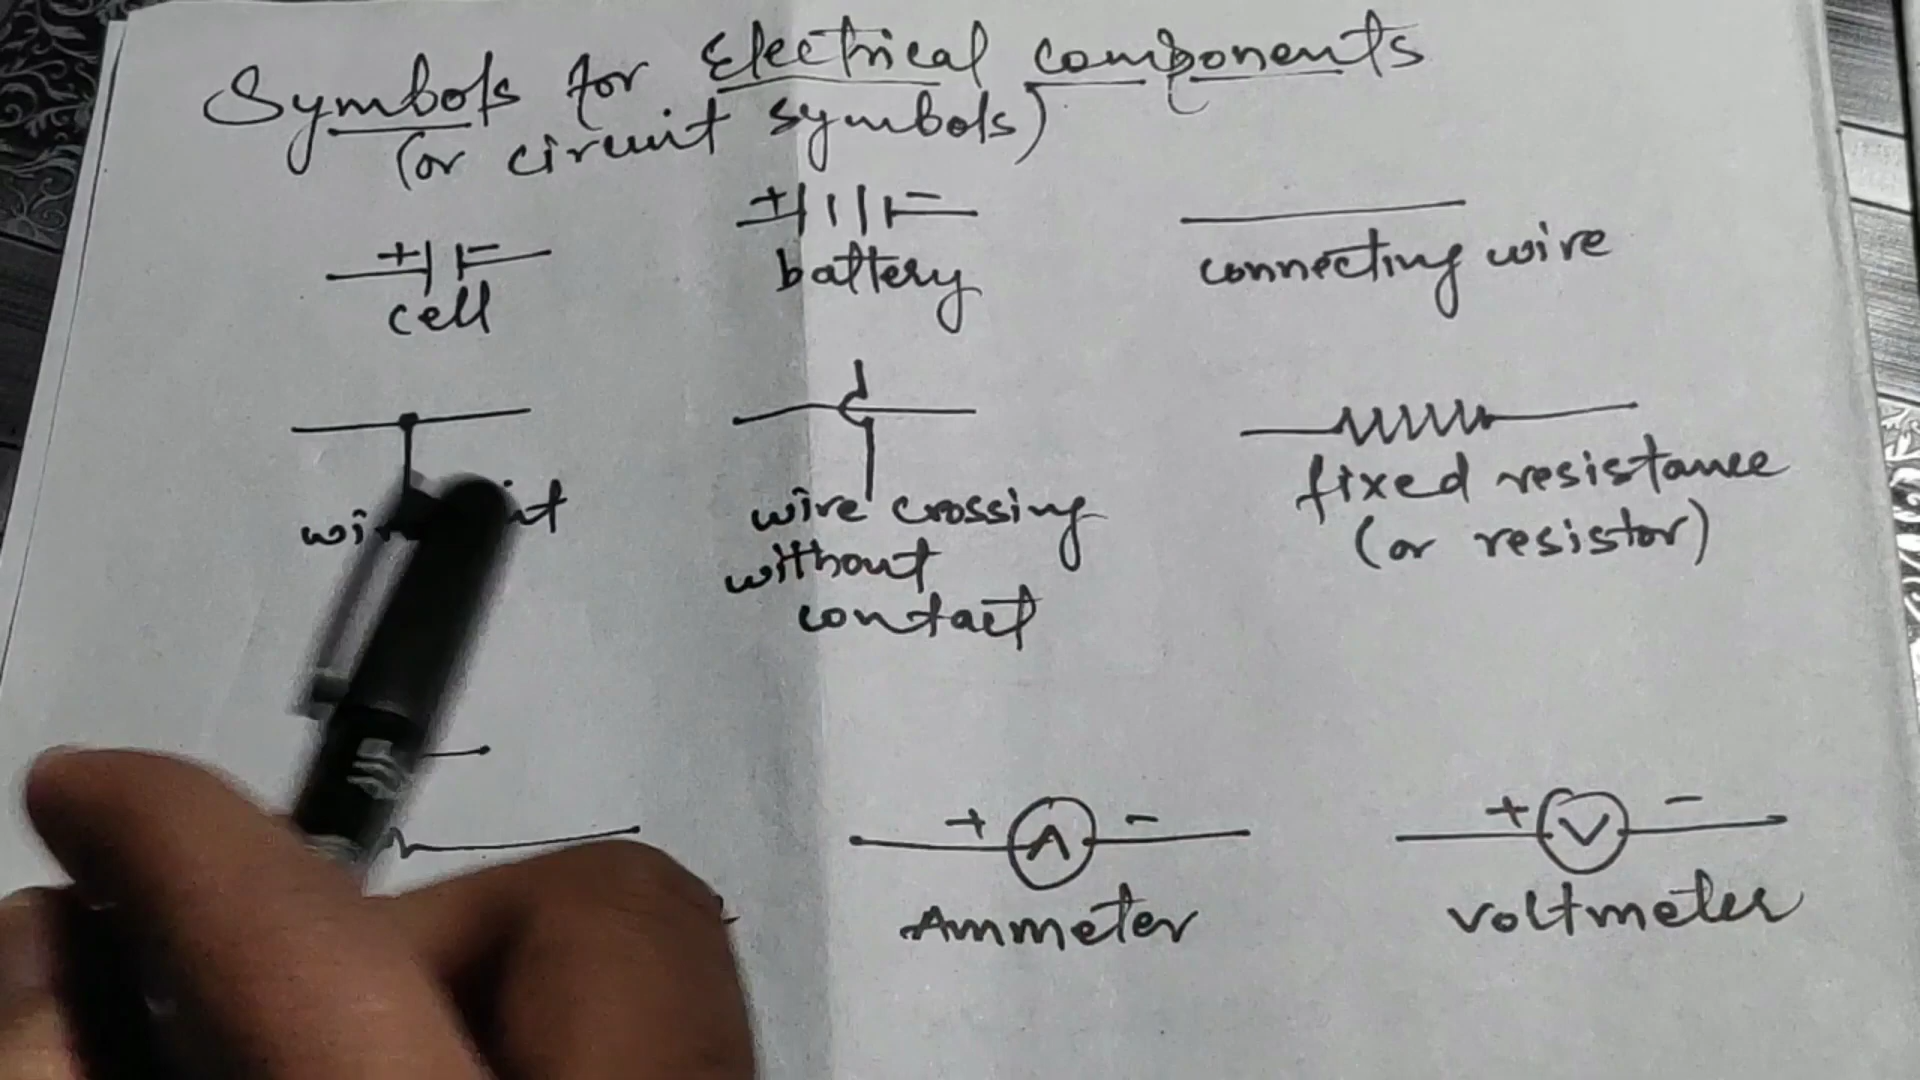 Symbols for Electrical components
(or circuit symbols)
+ -
cell
+ -
battery
connecting wire
wire crossing
without
contact
fixed resistance
(or resistor)
+ A -
Ammeter
+ V -
voltmeter